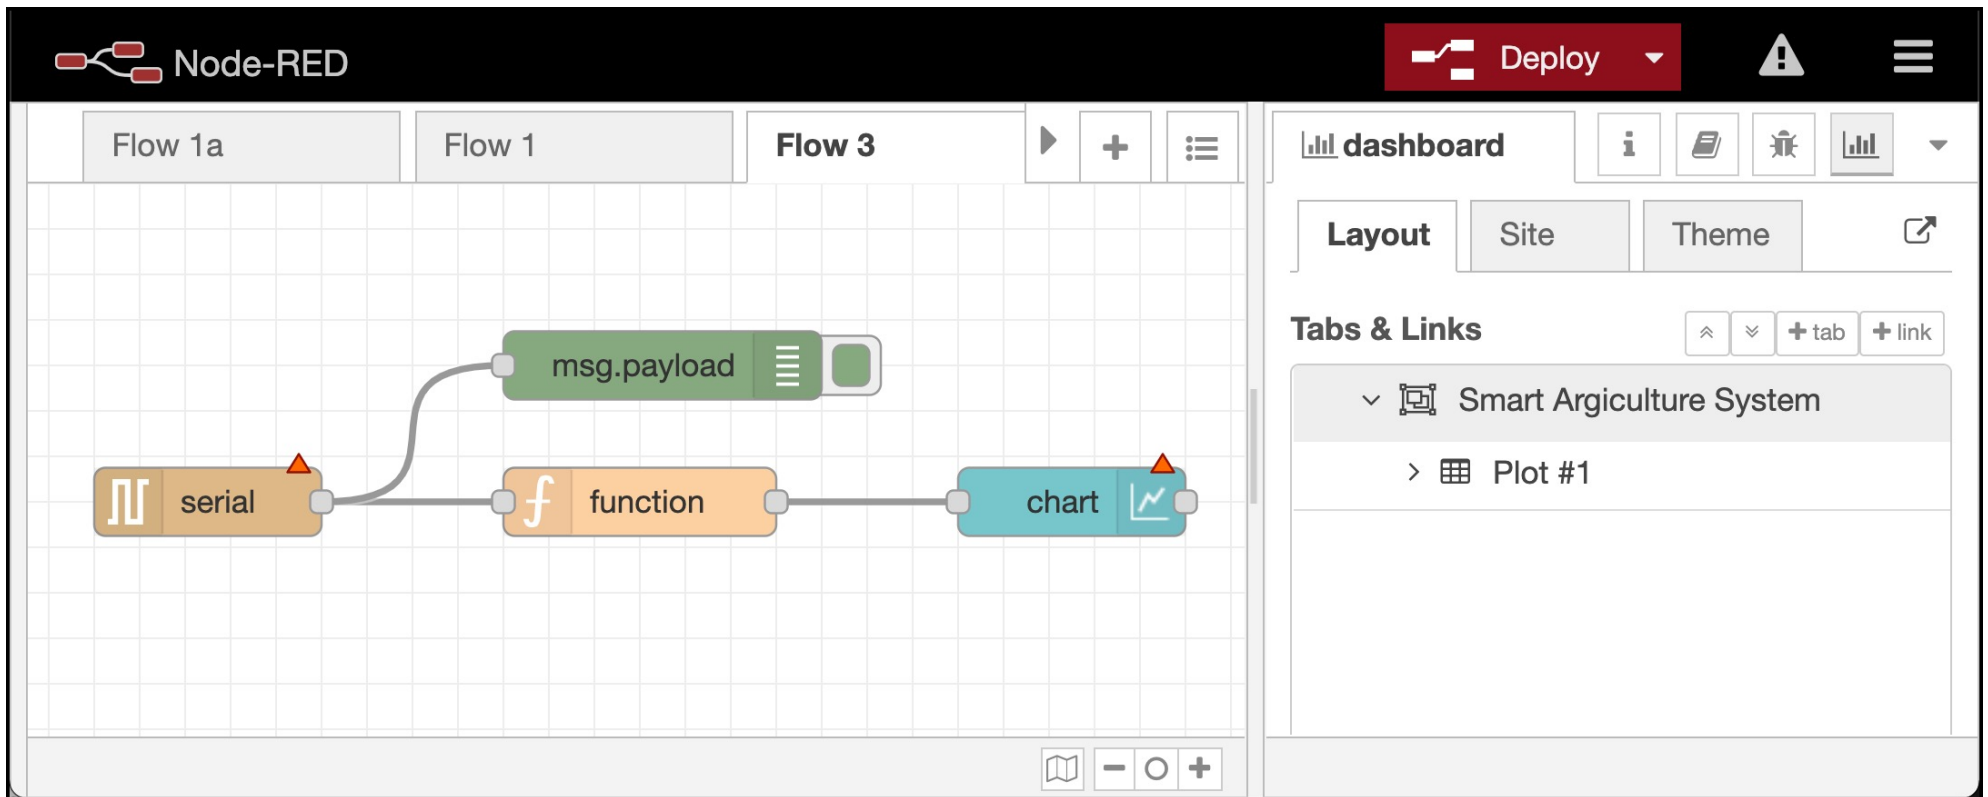 Node-RED
Deploy
Flow 1a
Flow 1
Flow 3
dashboard
i
Layout
Site
Theme
Tabs & Links
tab
link
Smart Argiculture System
Plot #1
msg.payload
serial
function
chart